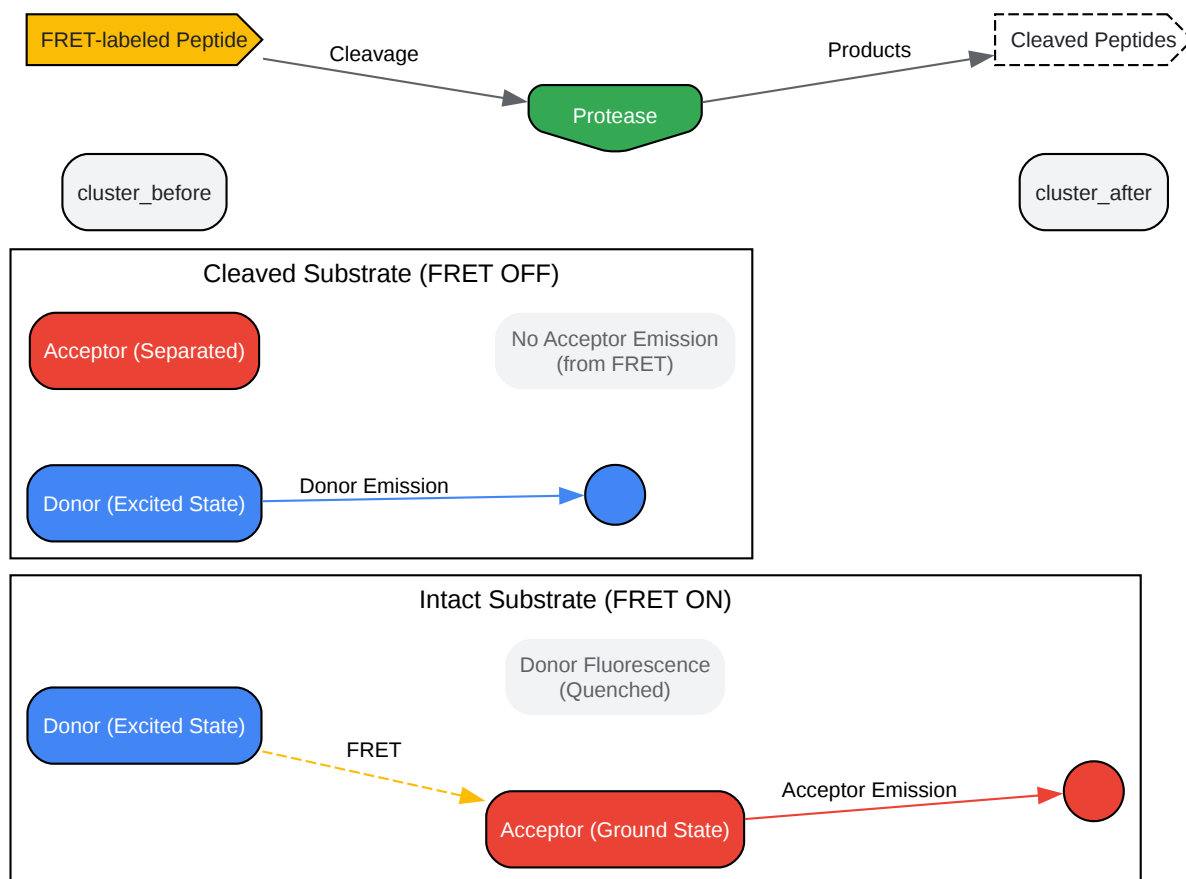 FRET-labeled Peptide
Cleavage
Products
Cleaved Peptides
Protease
cluster_before
cluster_after
Cleaved Substrate (FRET OFF)
Acceptor (Separated)
No Acceptor Emission
(from FRET)
Donor (Excited State)
Donor Emission
Intact Substrate (FRET ON)
Donor Fluorescence
(Quenched)
Donor (Excited State)
FRET
Acceptor (Ground State)
Acceptor Emission